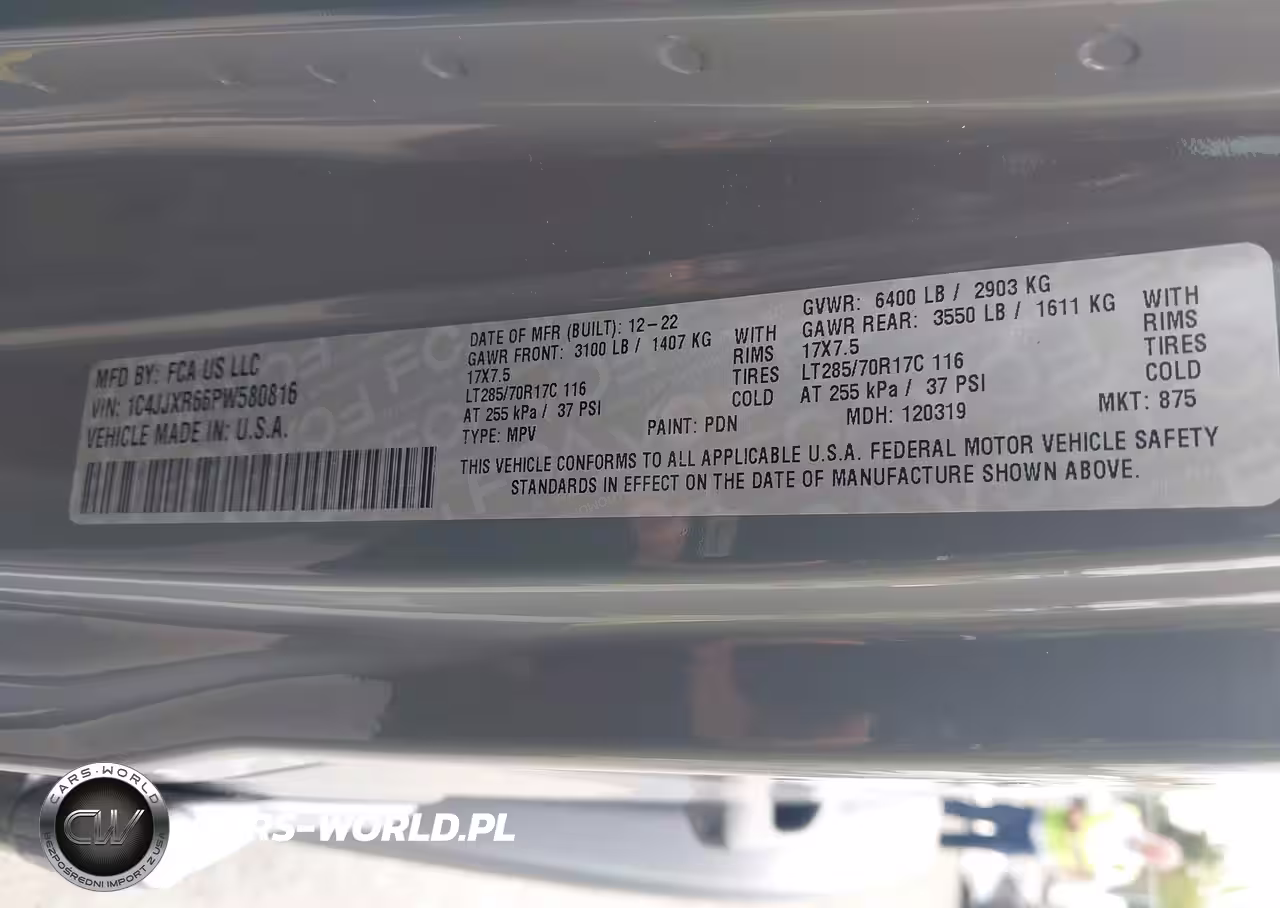 MFD BY: FCA US LLC
VIN: 1C4JJXR66PW580816
VEHICLE MADE IN: U.S.A.
DATE OF MFR (BUILT): 12-22
GAWR FRONT: 3100 LB / 1407 KG WITH
17X7.5 RIMS
LT285/70R17C 116 TIRES
AT 255 kPa / 37 PSI COLD
TYPE: MPV PAINT: PDN
GVWR: 6400 LB / 2903 KG
GAWR REAR: 3550 LB / 1611 KG WITH
17X7.5 RIMS
LT285/70R17C 116 TIRES
AT 255 kPa / 37 PSI COLD
MDH: 120319 MKT: 875
THIS VEHICLE CONFORMS TO ALL APPLICABLE U.S.A. FEDERAL MOTOR VEHICLE SAFETY
STANDARDS IN EFFECT ON THE DATE OF MANUFACTURE SHOWN ABOVE.
CARS-WORLD
CW
BEZPOŚREDNI IMPORT Z USA
CARS-WORLD.PL